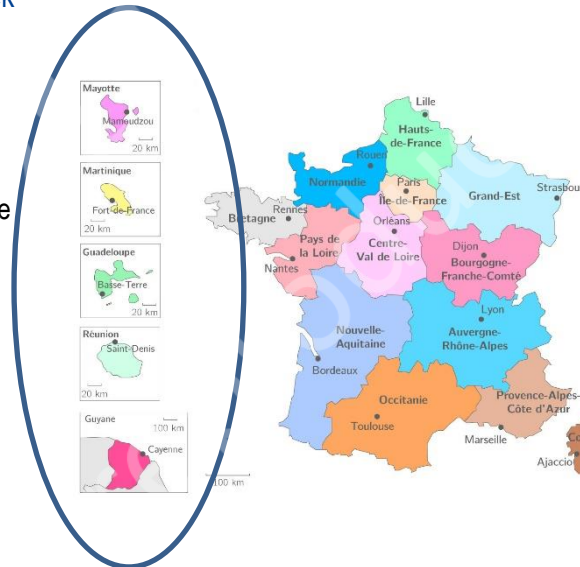 Mayotte
Mamoudzou
20 km
Martinique
Fort-de-France
20 km
Guadeloupe
Basse-Terre
20 km
Réunion
Saint-Denis
20 km
Guyane
100 km
Cayenne
100 km
Lille
Hauts-
de-France
Rouen
Normandie
Paris
Île-de-France
Grand-Est
Strasbou
Bretagne
Rennes
Pays de
la Loire
Nantes
Orléans
Centre-
Val de Loire
Dijon
Bourgogne-
Franche-Comté
Nouvelle-
Aquitaine
Bordeaux
Lyon
Auvergne-
Rhône-Alpes
Occitanie
Toulouse
Provence-Alpes-
Côte d'Azur
Marseille
Co
Ajaccio
e